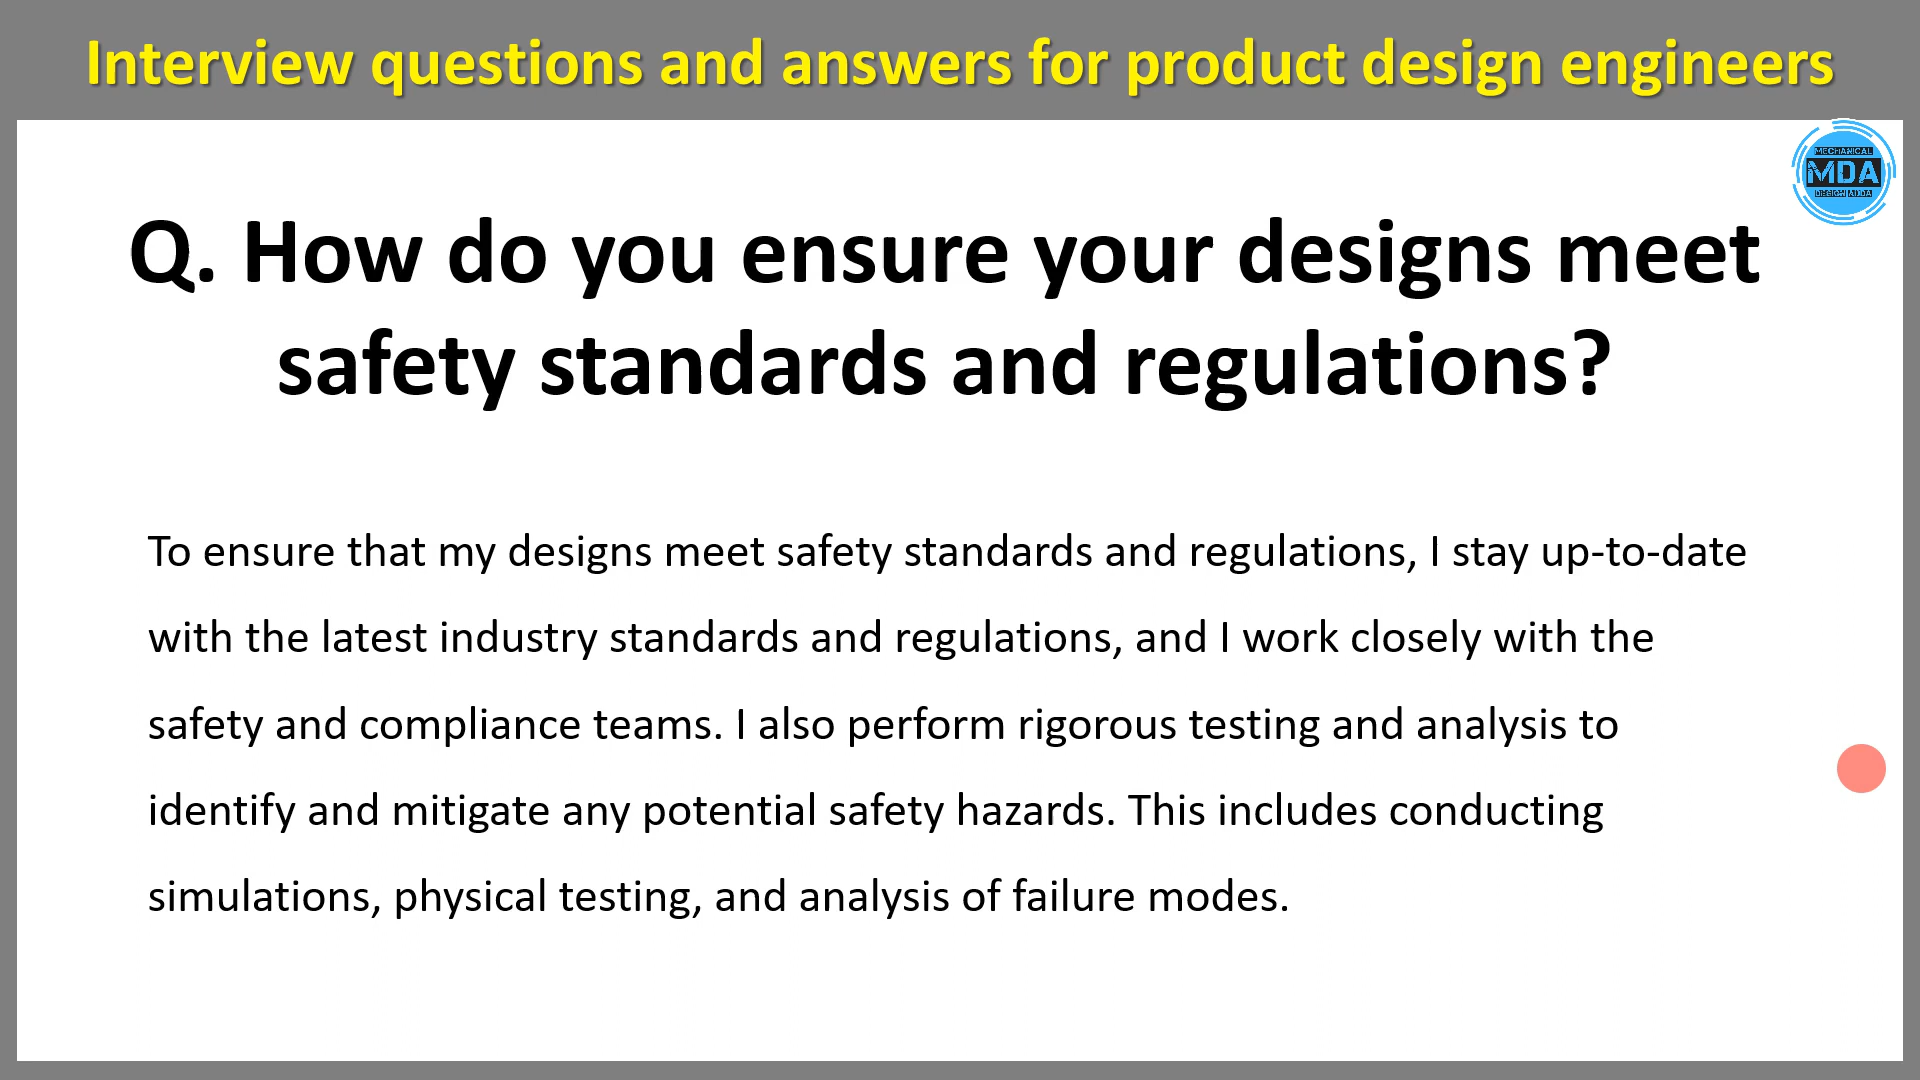 Interview questions and answers for product design engineers
MECHANICAL
MDA
DESIGN ADDA
Q. How do you ensure your designs meet
safety standards and regulations?
To ensure that my designs meet safety standards and regulations, I stay up-to-date
with the latest industry standards and regulations, and I work closely with the
safety and compliance teams. I also perform rigorous testing and analysis to
identify and mitigate any potential safety hazards. This includes conducting
simulations, physical testing, and analysis of failure modes.